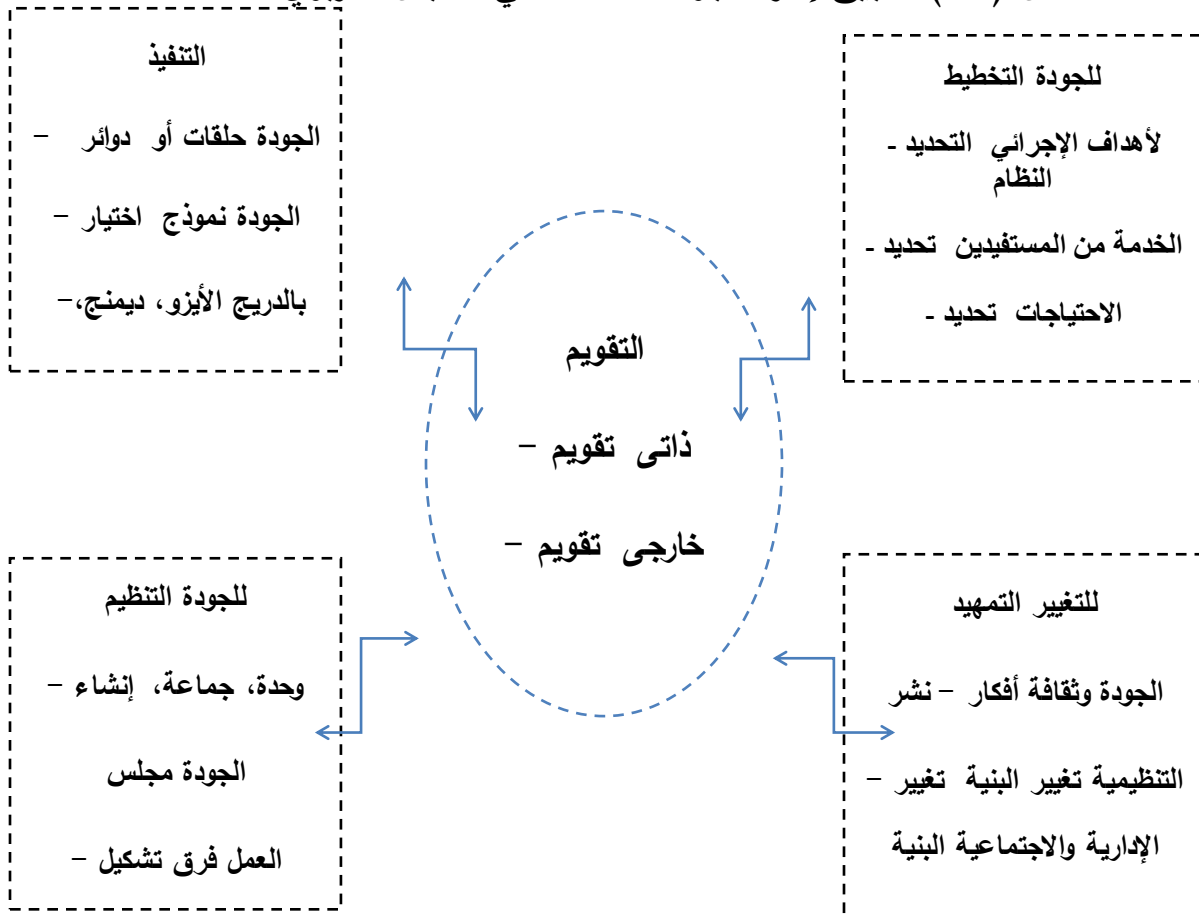 للجودة التخطيط
لأهداف الإجرائي التحديد -
النظام
الخدمة من المستفيدين تحديد -
الاحتياجات تحديد -
التنفيذ
الجودة حلقات أو دوائر –
الجودة نموذج اختيار –
بالدريج الأيزو، ديمنج،–
التقويم
ذاتى تقويم –
خارجى تقويم –
للتغيير التمهيد
الجودة وثقافة أفكار – نشر
التنظيمية تغيير البنية تغيير –
الإدارية والاجتماعية البنية
للجودة التنظيم
وحدة، جماعة، إنشاء –
الجودة مجلس
العمل فرق تشكيل –